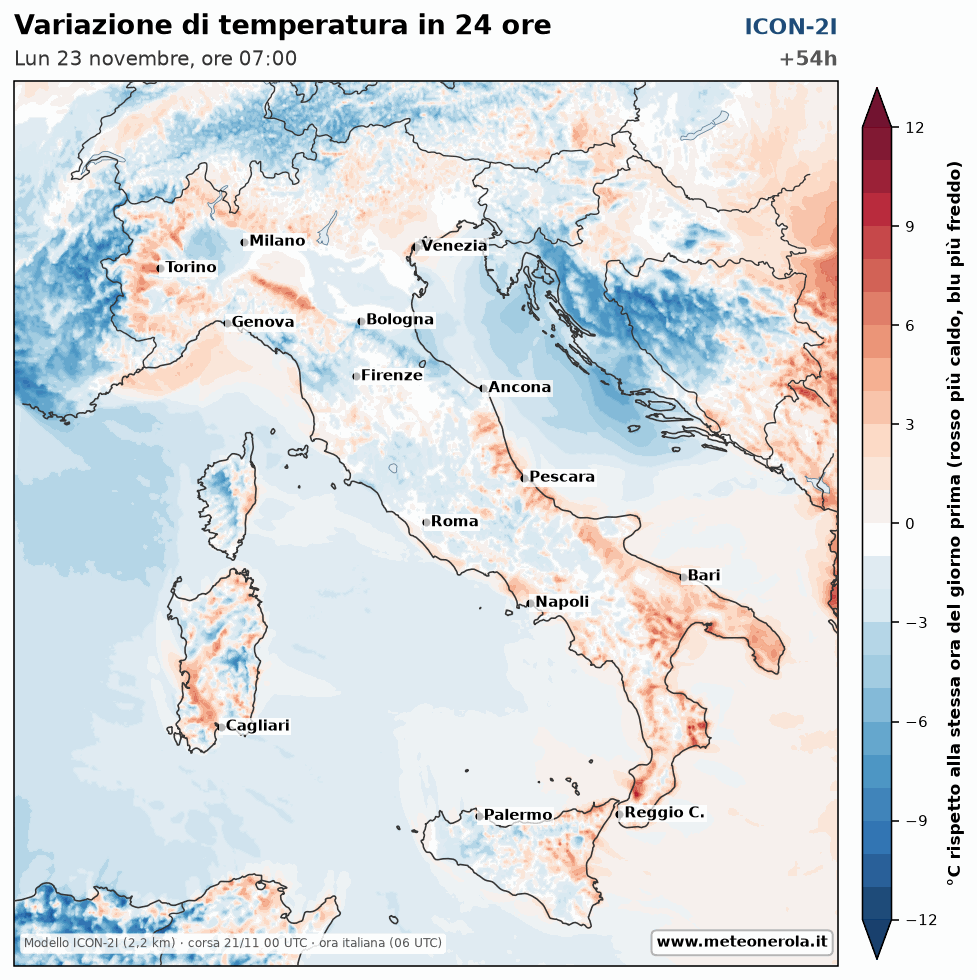 Variazione di temperatura in 24 ore
ICON-2I
Lun 23 novembre, ore 07:00
+54h
Milano
Venezia
Torino
Genova
Bologna
Firenze
Ancona
Pescara
Roma
Bari
Napoli
Cagliari
Palermo
Reggio C.
12
9
6
3
0
−3
−6
−9
−12
°C rispetto alla stessa ora del giorno prima (rosso più caldo, blu più freddo)
Modello ICON-2I (2,2 km) · corsa 21/11 00 UTC · ora italiana (06 UTC)
www.meteonerola.it